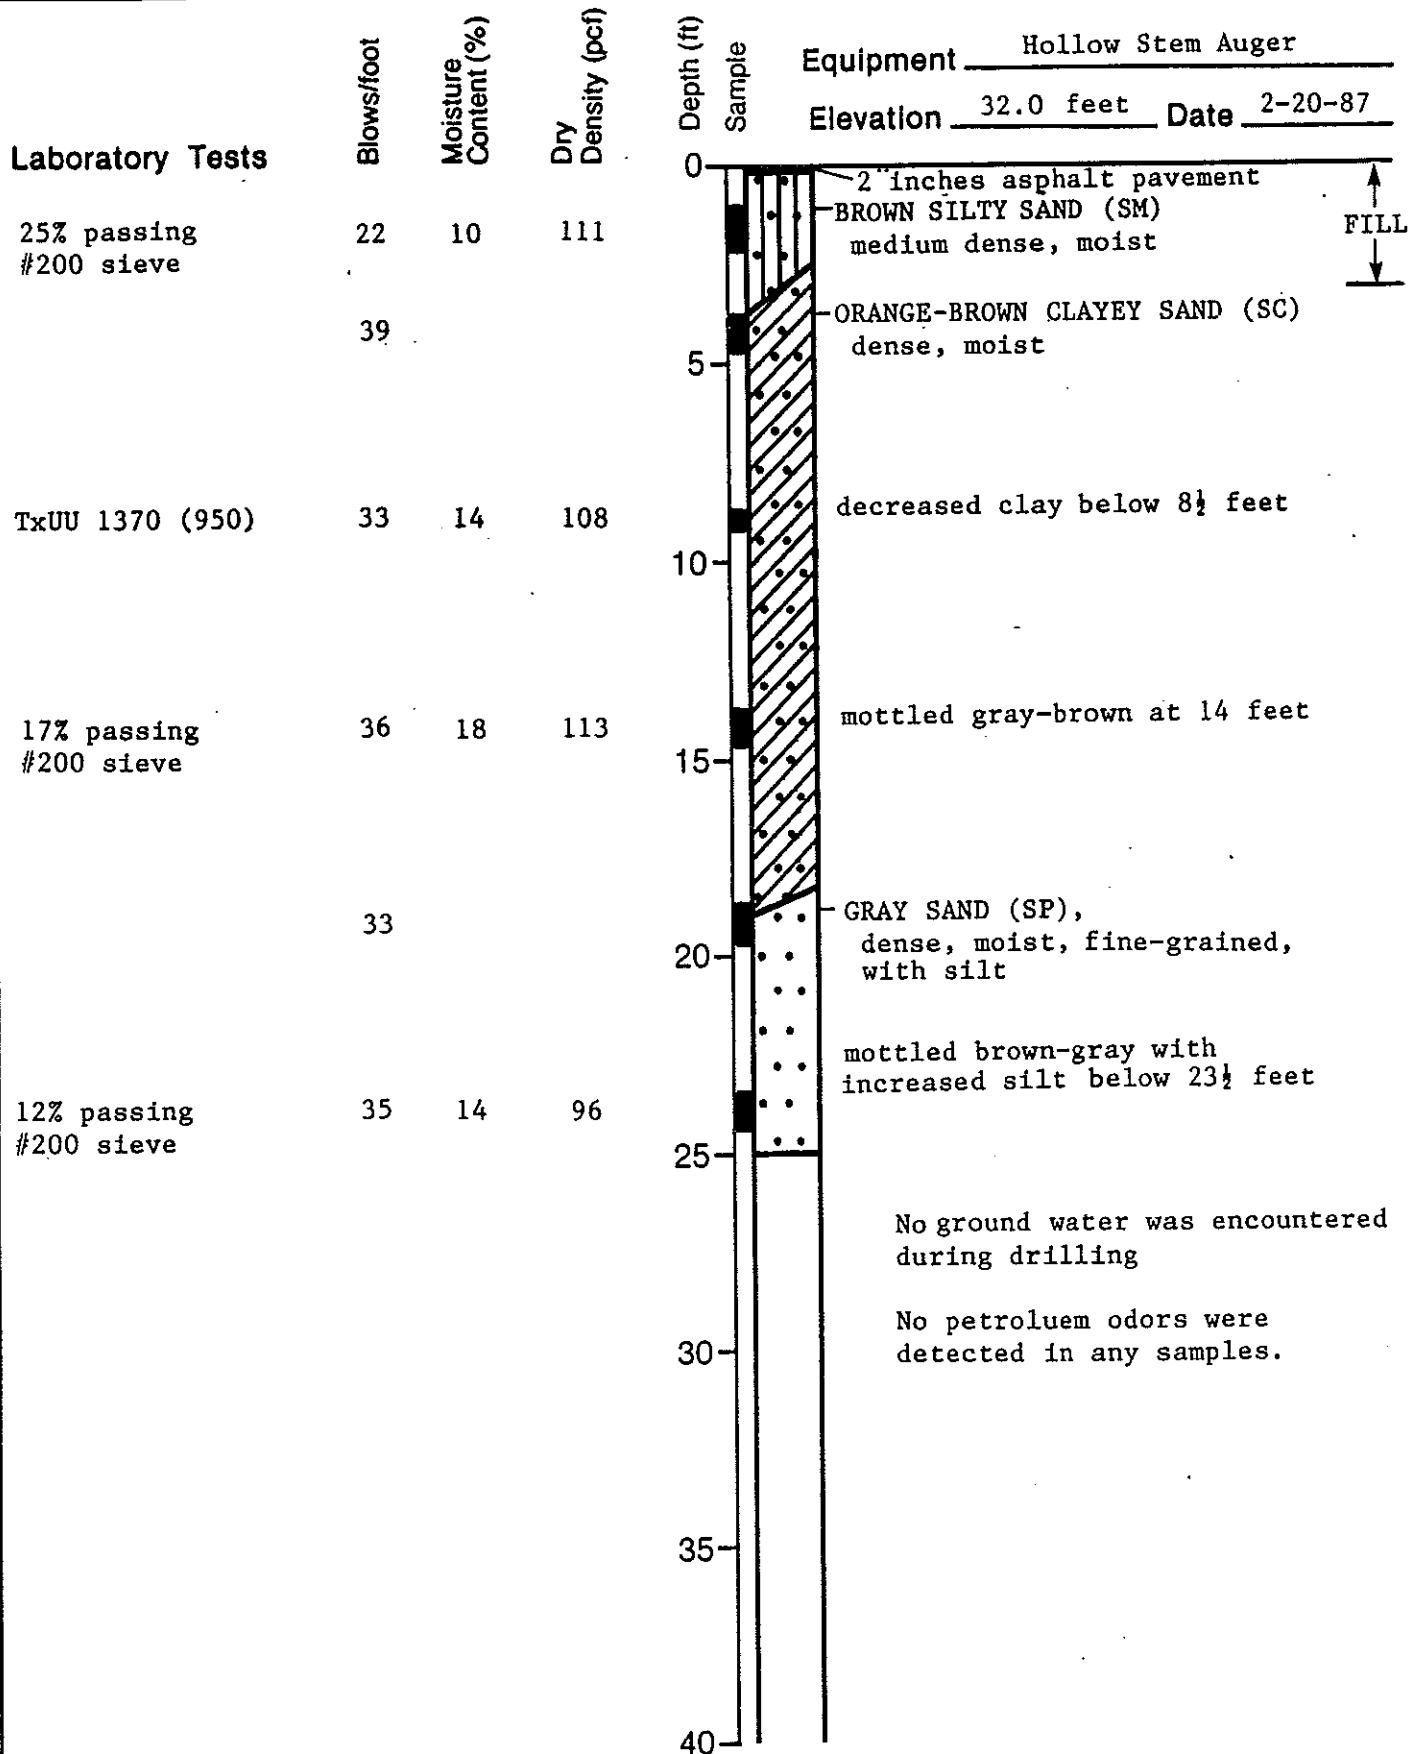 Equipment Hollow Stem Auger
Elevation 32.0 feet Date 2-20-87
Laboratory Tests
Blows/foot
Moisture
Content (%)
Dry
Density (pcf)
Depth (ft)
Sample
0
2 inches asphalt pavement
BROWN SILTY SAND (SM)
medium dense, moist
FILL
25% passing 22 10 111
#200 sieve
39
ORANGE-BROWN CLAYEY SAND (SC)
dense, moist
5
TxUU 1370 (950) 33 14 108
decreased clay below 8½ feet
10
17% passing 36 18 113
#200 sieve
mottled gray-brown at 14 feet
15
33
GRAY SAND (SP),
dense, moist, fine-grained,
with silt
20
mottled brown-gray with
increased silt below 23½ feet
12% passing 35 14 96
#200 sieve
25
No ground water was encountered
during drilling
No petroluem odors were
detected in any samples.
30
35
40